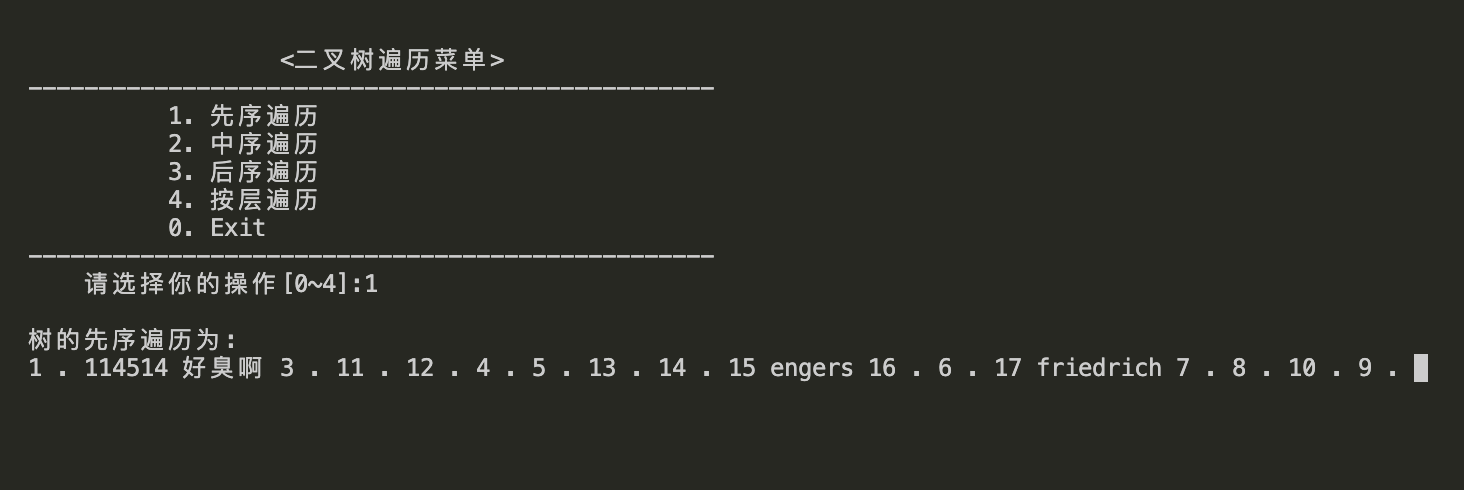 <二叉树遍历菜单>
-------------------------------------------------
1. 先序遍历
2. 中序遍历
3. 后序遍历
4. 按层遍历
0. Exit
-------------------------------------------------
请选择你的操作[0~4]:1
树的先序遍历为:
1 . 114514 好臭啊 3 . 11 . 12 . 4 . 5 . 13 . 14 . 15 engers 16 . 6 . 17 friedrich 7 . 8 . 10 . 9 .